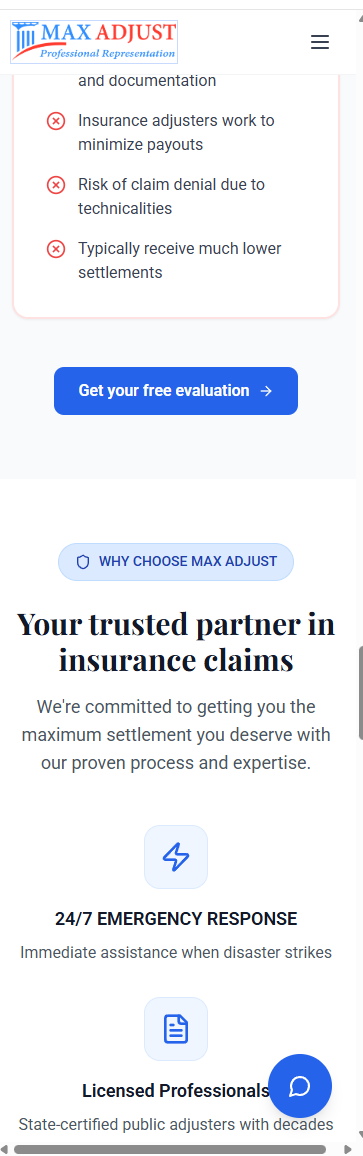 MAX ADJUST
Professional Representation
and documentation
Insurance adjusters work to
minimize payouts
Risk of claim denial due to
technicalities
Typically receive much lower
settlements
Get your free evaluation
WHY CHOOSE MAX ADJUST
Your trusted partner in
insurance claims
We're committed to getting you the
maximum settlement you deserve with
our proven process and expertise.
24/7 EMERGENCY RESPONSE
Immediate assistance when disaster strikes
Licensed Professionals
State-certified public adjusters with decades